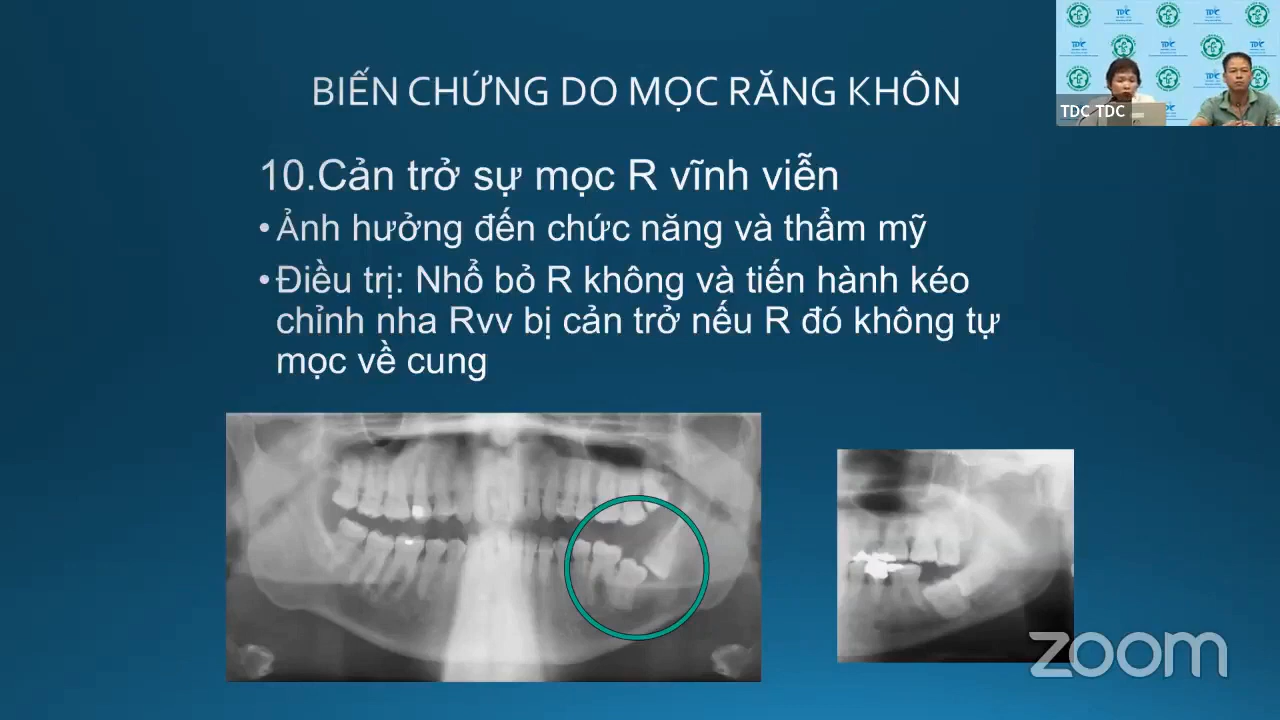 BIẾN CHỨNG DO MỌC RĂNG KHÔN
TDC TDC
10.Cản trở sự mọc R vĩnh viễn
•Ảnh hưởng đến chức năng và thẩm mỹ
•Điều trị: Nhổ bỏ R không và tiến hành kéo
chỉnh nha Rvv bị cản trở nếu R đó không tự
mọc về cung
zoom